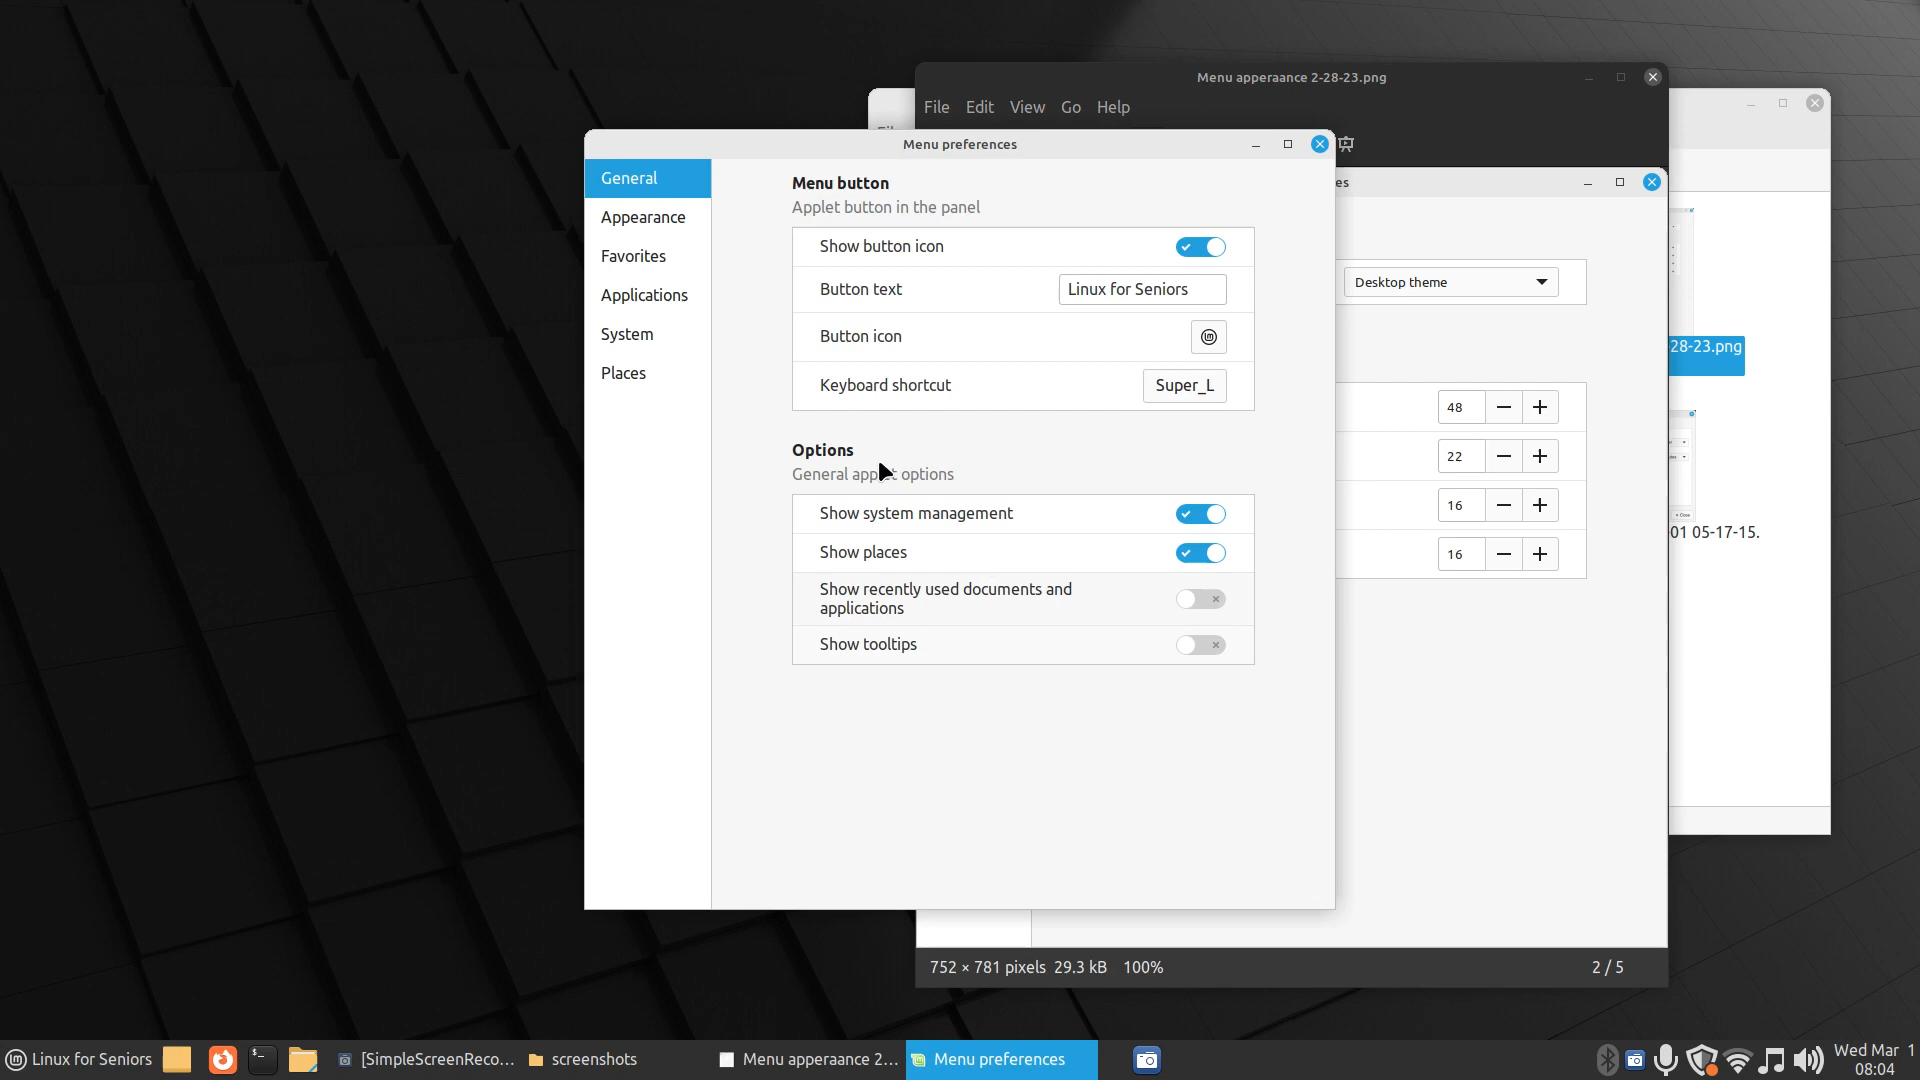 Menu apperaance 2-28-23.png
File Edit View Go Help
Menu preferences
General
Appearance
Favorites
Applications
System
Places
Menu button
Applet button in the panel
Show button icon
Button text
Linux for Seniors
Button icon
Keyboard shortcut
Super_L
Options
General applet options
Show system management
Show places
Show recently used documents and
applications
Show tooltips
es
Desktop theme
48
22
16
16
28-23.png
01 05-17-15.
752 × 781 pixels 29.3 kB 100%
2 / 5
Linux for Seniors
[SimpleScreenReco...
screenshots
Menu apperaance 2...
Menu preferences
Wed Mar 1
08:04